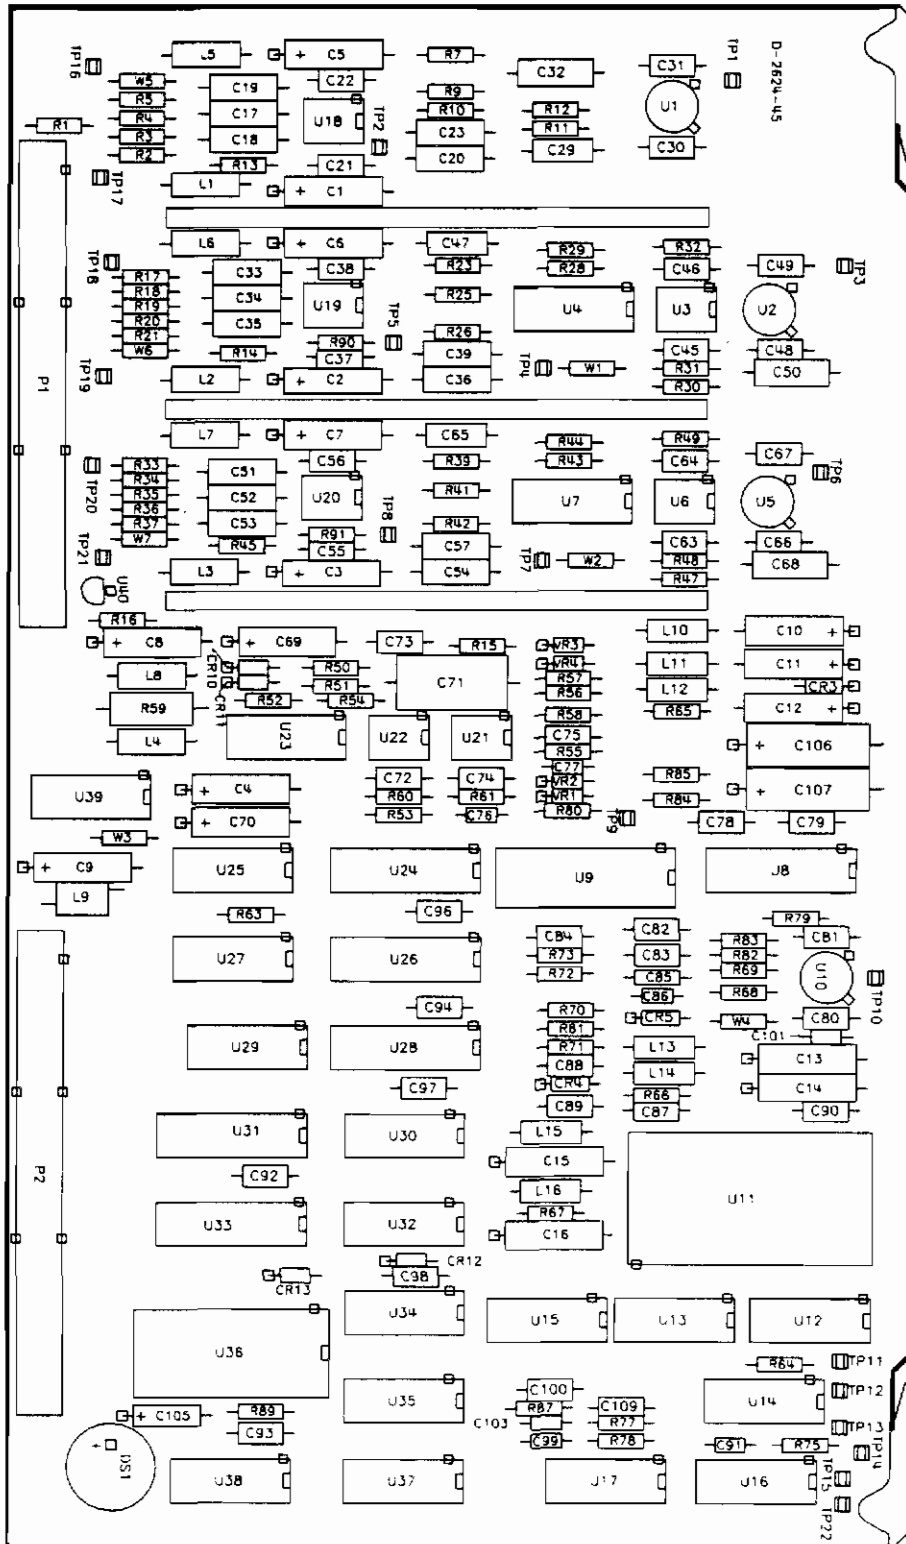 TP16
L5
+ C5
R7
C32
C31
TP1
D-2624-45
W5
C19
C22
R9
U1
R5
C17
U18
TP2
R10
R12
R4
C18
C23
R11
R1
R3
C20
C29
C30
R2
R13
C21
TP17
L1
+ C1
L6
+ C6
C47
R29
R32
TP18
R17
C33
C38
R23
R28
C46
C49
TP3
R18
C34
U19
R25
U4
U3
U2
R19
C35
R20
R21
R90
TP5
R26
C45
C48
W6
R14
C37
C39
TP4
W1
R31
C50
P1
TP19
L2
+ C2
C36
R30
L7
+ C7
C65
R44
R49
C67
R33
C51
C56
R39
R43
C64
TP6
TP20
R34
C52
U20
R41
U7
U6
U5
R35
C53
TP8
R36
R37
R91
R42
C63
C66
W7
R45
C55
C57
TP7
W2
R48
C68
TP21
L3
+ C3
C54
R47
U40
R16
+ C8
+ C69
C73
R15
VR3
L10
C10 +
L8
CR10
R50
VR4
L11
C11 +
CR11
R51
C71
R57
L12
CR3
R59
R52
R54
R56
R65
C12 +
L4
U23
U22
U21
R58
C75
R55
+ C106
U39
+ C4
C72
C74
C77
VR2
R85
+ C107
R60
R61
VR1
R84
+ C70
R53
C76
R80
TP9
C78
C79
W3
+ C9
U25
U24
U9
U8
L9
R63
C96
R79
C84
C82
R83
C81
U27
U26
R73
C83
R82
R72
C85
R69
U10
C86
R68
TP10
C94
R70
CR5
W4
C80
U29
U28
R81
C101
R71
L13
C13
C88
L14
C97
CR4
R66
C14
C89
C87
C90
U31
U30
L15
P2
C92
C15
U11
L16
U33
U32
R67
C16
CR12
CR13
C98
U34
U15
U13
U12
U36
R64
TP11
U35
C100
U14
TP12
+ C105
R89
R87
C109
C103
R77
TP13
C93
C99
R78
C91
R75
TP14
+
DS1
U38
U37
U17
U16
TP15
TP22